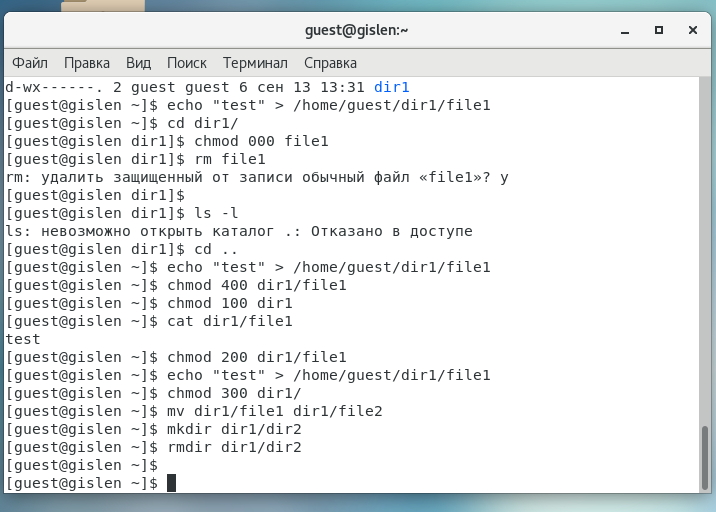 guest@gislen:~
Файл Правка Вид Поиск Терминал Справка
d-wx------. 2 guest guest 6 сен 13 13:31 dir1
[guest@gislen ~]$ echo "test" > /home/guest/dir1/file1
[guest@gislen ~]$ cd dir1/
[guest@gislen dir1]$ chmod 000 file1
[guest@gislen dir1]$ rm file1
rm: удалить защищенный от записи обычный файл «file1»? y
[guest@gislen dir1]$
[guest@gislen dir1]$ ls -l
ls: невозможно открыть каталог .: Отказано в доступе
[guest@gislen dir1]$ cd ..
[guest@gislen ~]$ echo "test" > /home/guest/dir1/file1
[guest@gislen ~]$ chmod 400 dir1/file1
[guest@gislen ~]$ chmod 100 dir1
[guest@gislen ~]$ cat dir1/file1
test
[guest@gislen ~]$ chmod 200 dir1/file1
[guest@gislen ~]$ echo "test" > /home/guest/dir1/file1
[guest@gislen ~]$ chmod 300 dir1/
[guest@gislen ~]$ mv dir1/file1 dir1/file2
[guest@gislen ~]$ mkdir dir1/dir2
[guest@gislen ~]$ rmdir dir1/dir2
[guest@gislen ~]$
[guest@gislen ~]$